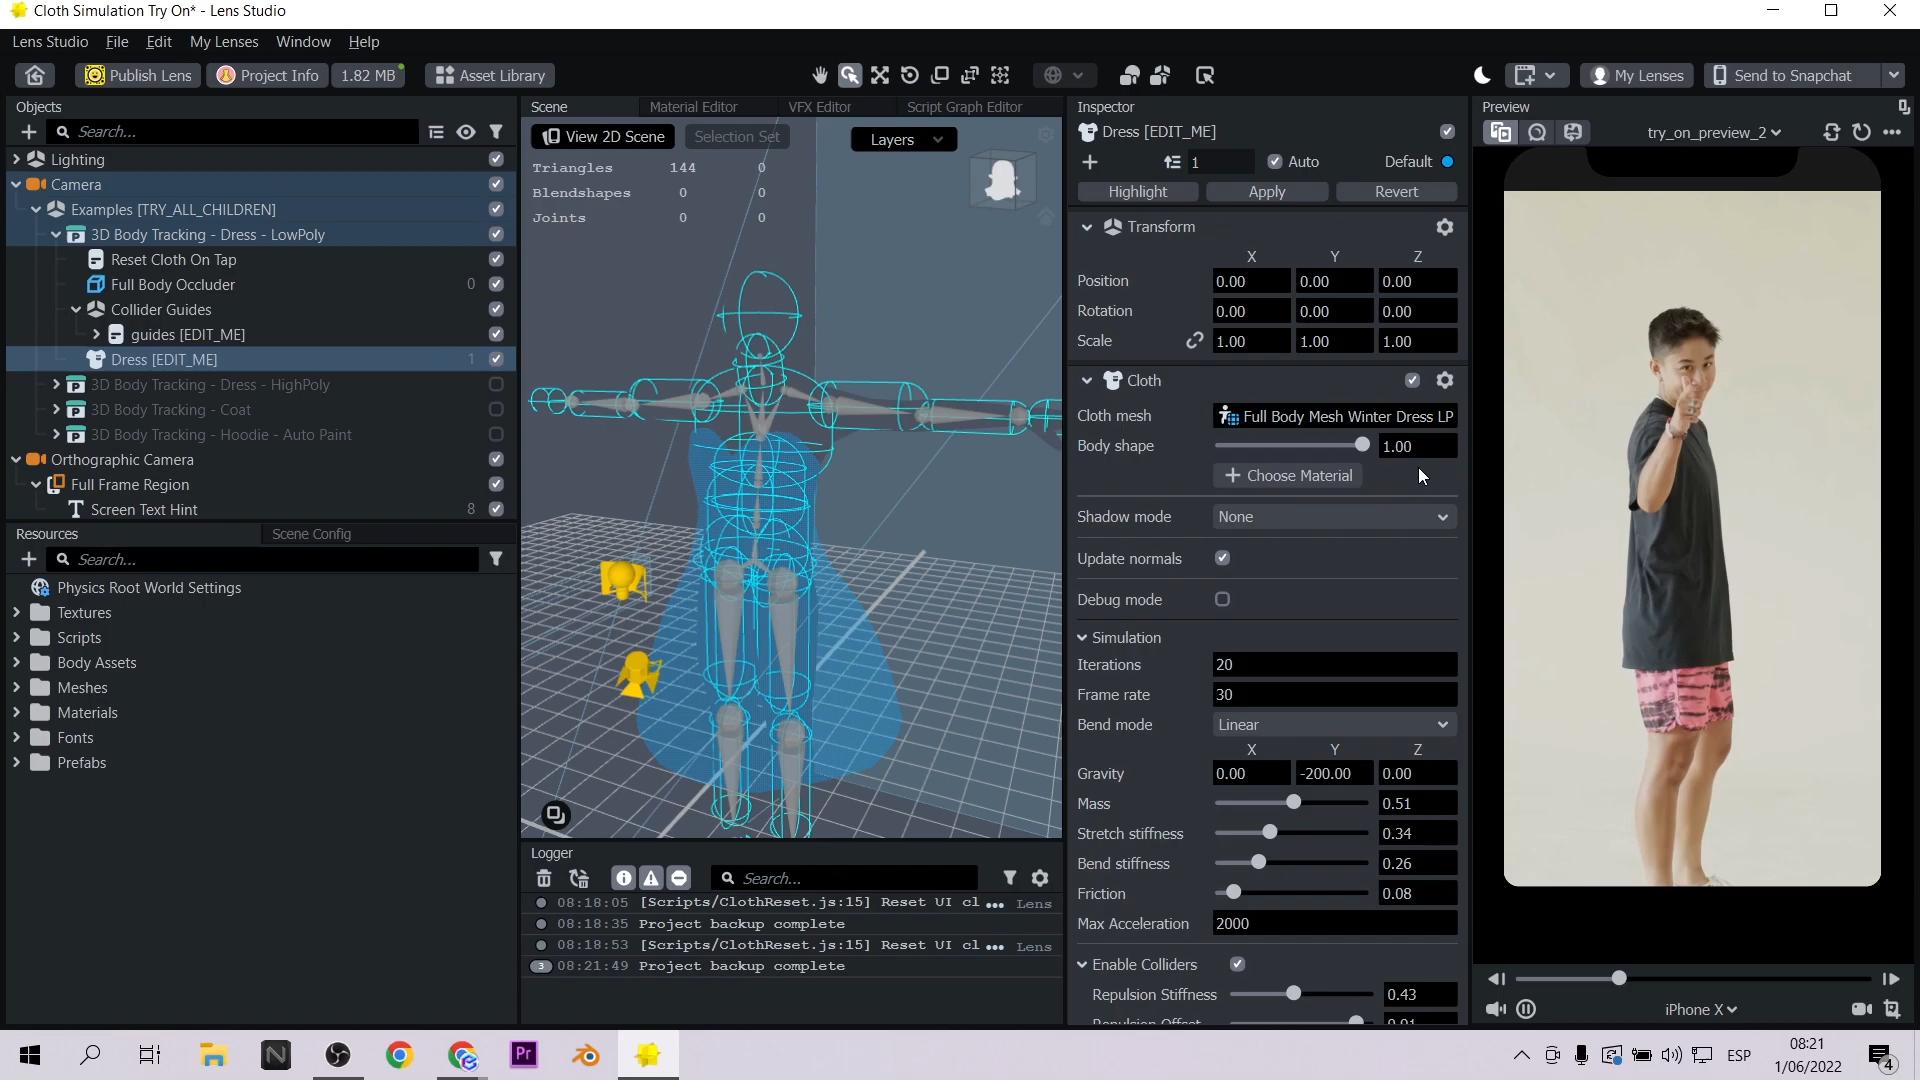 Cloth Simulation Try On* - Lens Studio
Lens Studio File Edit My Lenses Window Help
Publish Lens Project Info 1.82 MB Asset Library My Lenses Send to Snapchat
Objects
Search...
Lighting
Camera
Examples [TRY_ALL_CHILDREN]
3D Body Tracking - Dress - LowPoly
Reset Cloth On Tap
Full Body Occluder 0
Collider Guides
guides [EDIT_ME]
Dress [EDIT_ME] 1
3D Body Tracking - Dress - HighPoly
3D Body Tracking - Coat
3D Body Tracking - Hoodie - Auto Paint
Orthographic Camera
Full Frame Region
Screen Text Hint 8
Resources Scene Config
Search...
Physics Root World Settings
Textures
Scripts
Body Assets
Meshes
Materials
Fonts
Prefabs
Scene Material Editor VFX Editor Script Graph Editor
View 2D Scene Selection Set Layers
Triangles 144 0
Blendshapes 0 0
Joints 0 0
Logger
Search...
08:18:05 [Scripts/ClothReset.js:15] Reset UI cl ... Lens
08:18:35 Project backup complete
08:18:53 [Scripts/ClothReset.js:15] Reset UI cl ... Lens
3 08:21:49 Project backup complete
Inspector
Dress [EDIT_ME]
1 Auto Default
Highlight Apply Revert
Transform
X Y Z
Position 0.00 0.00 0.00
Rotation 0.00 0.00 0.00
Scale 1.00 1.00 1.00
Cloth
Cloth mesh Full Body Mesh Winter Dress LP
Body shape 1.00
+ Choose Material
Shadow mode None
Update normals
Debug mode
Simulation
Iterations 20
Frame rate 30
Bend mode Linear
X Y Z
Gravity 0.00 -200.00 0.00
Mass 0.51
Stretch stiffness 0.34
Bend stiffness 0.26
Friction 0.08
Max Acceleration 2000
Enable Colliders
Repulsion Stiffness 0.43
Repulsion Offset 0.91
Preview
try_on_preview_2
iPhone X
Pr
ESP
08:21
1/06/2022
4